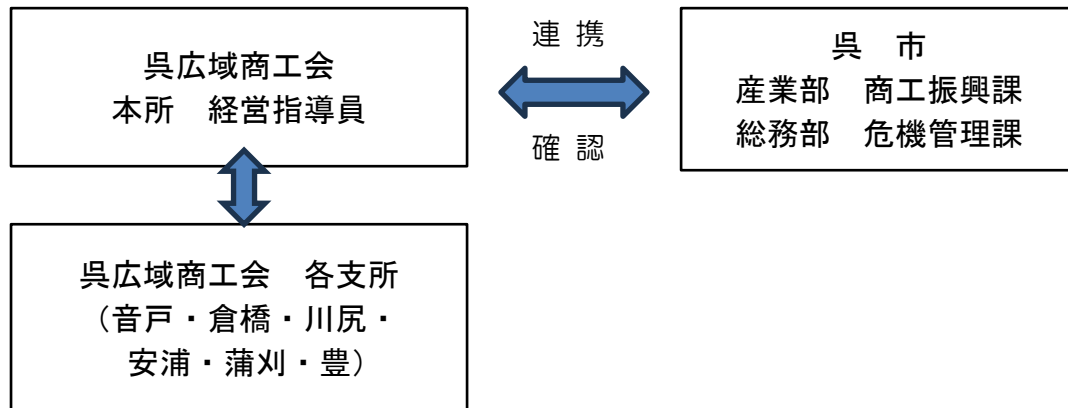 呉広域商工会
本所　経営指導員
連 携
確 認
呉　市
産業部　商工振興課
総務部　危機管理課
呉広域商工会　各支所
（音戸・倉橋・川尻・
安浦・蒲刈・豊）